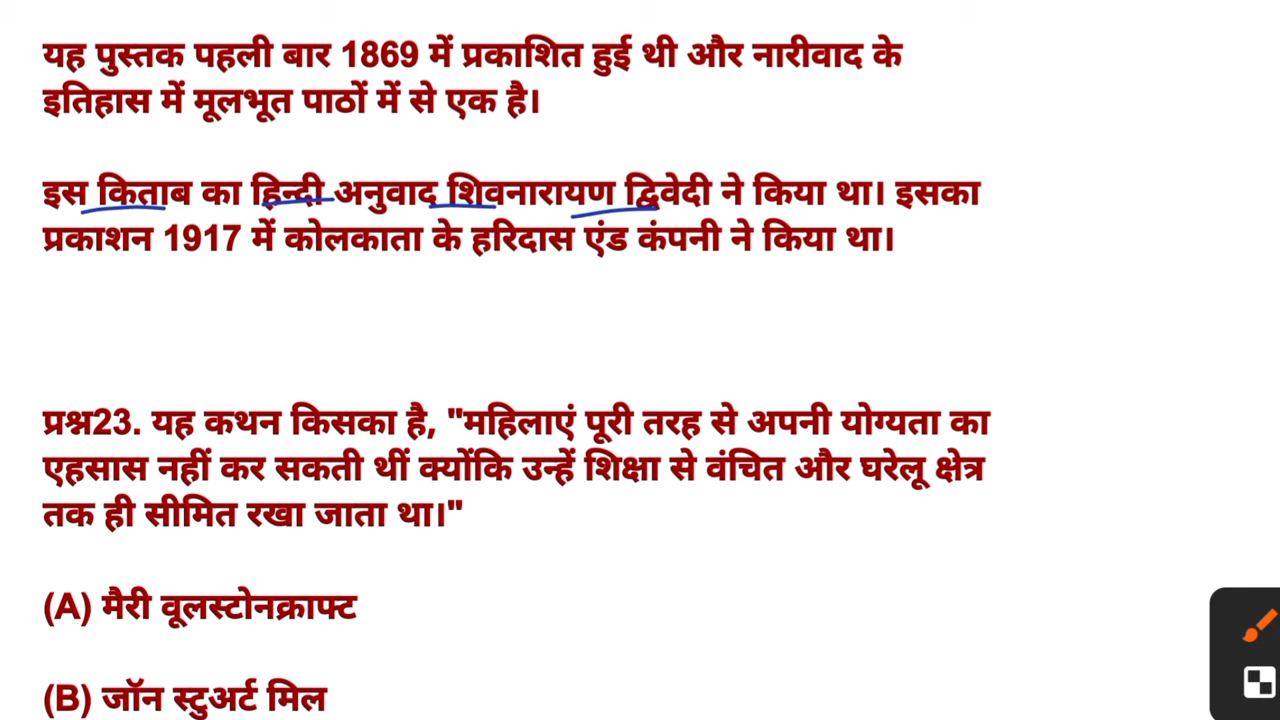 यह पुस्तक पहली बार 1869 में प्रकाशित हुई थी और नारीवाद के
इतिहास में मूलभूत पाठों में से एक है।
इस किताब का हिन्दी अनुवाद शिवनारायण द्विवेदी ने किया था। इसका
प्रकाशन 1917 में कोलकाता के हरिदास एंड कंपनी ने किया था।
प्रश्न23. यह कथन किसका है, "महिलाएं पूरी तरह से अपनी योग्यता का
एहसास नहीं कर सकती थीं क्योंकि उन्हें शिक्षा से वंचित और घरेलू क्षेत्र
तक ही सीमित रखा जाता था।"
(A) मैरी वूलस्टोनक्राफ्ट
(B) जॉन स्टुअर्ट मिल